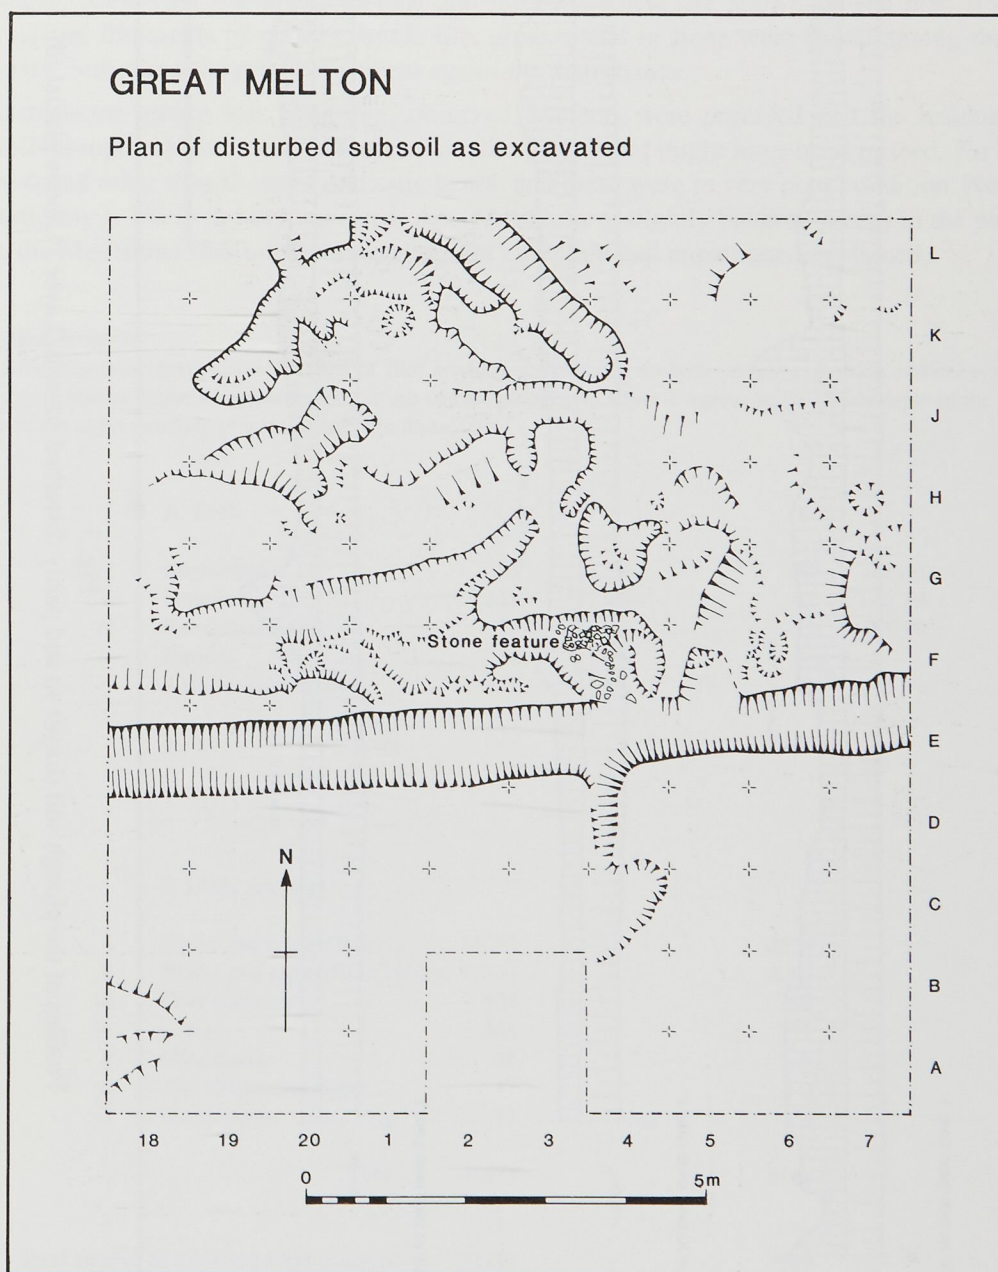 GREAT MELTON
Plan of disturbed subsoil as excavated
L
K
J
H
G
Stone feature
F
E
D
N
C
B
A
18 19 20 1 2 3 4 5 6 7
0 5m